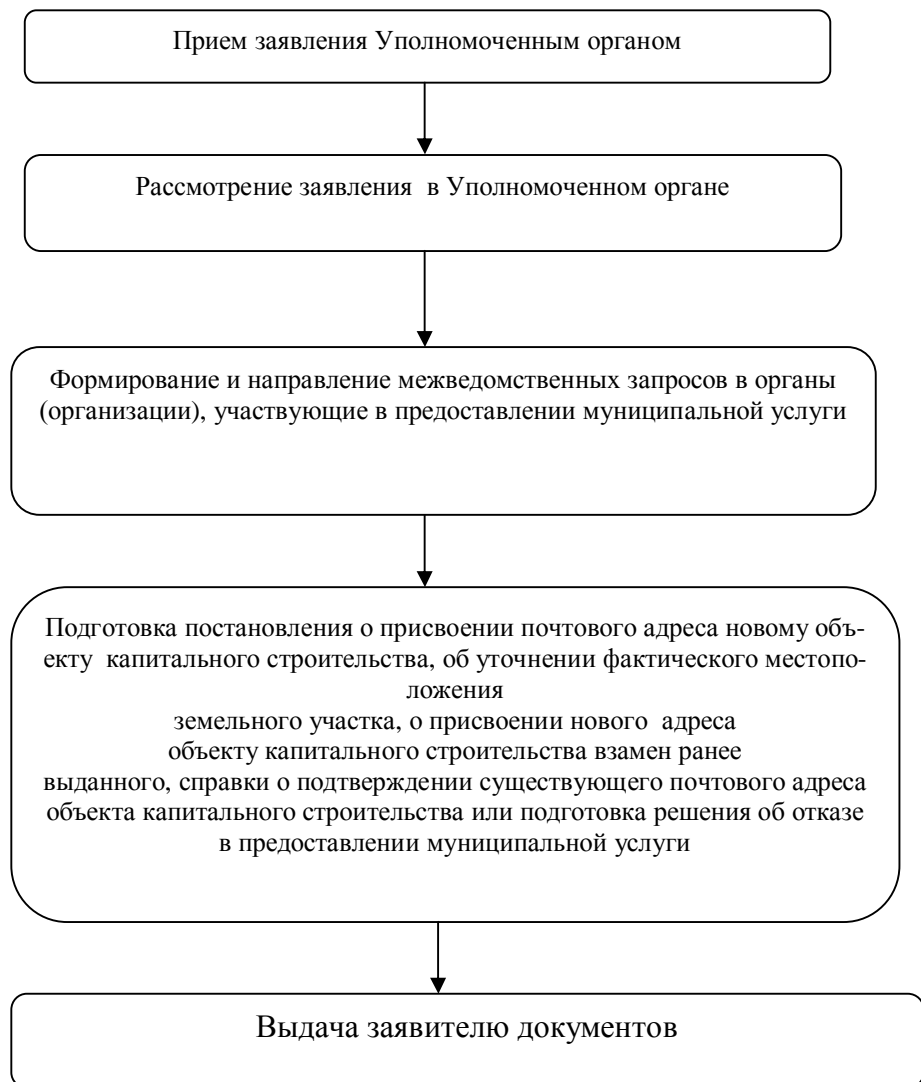 Прием заявления Уполномоченным органом
Рассмотрение заявления в Уполномоченном органе
Формирование и направление межведомственных запросов в органы
(организации), участвующие в предоставлении муниципальной услуги
Подготовка постановления о присвоении почтового адреса новому объ-
екту капитального строительства, об уточнении фактического местопо-
ложения
земельного участка, о присвоении нового адреса
объекту капитального строительства взамен ранее
выданного, справки о подтверждении существующего почтового адреса
объекта капитального строительства или подготовка решения об отказе
в предоставлении муниципальной услуги
Выдача заявителю документов